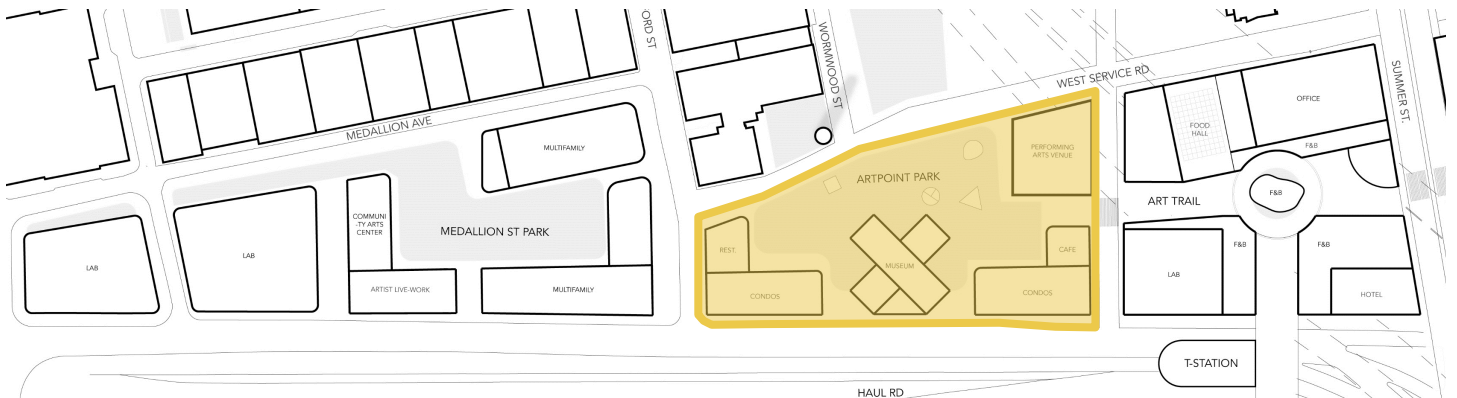 ORD ST
WORMWOOD ST
WEST SERVICE RD
SUMMER ST.
MEDALLION AVE
OFFICE
FOOD
HALL
F&B
MULTIFAMILY
PERFORMING
ARTS VENUE
ARTPOINT PARK
ART TRAIL
F&B
COMMUNI
-TY ARTS
CENTER
MEDALLION ST PARK
LAB
LAB
REST.
MUSEUM
CAFE
F&B
F&B
LAB
ARTIST LIVE-WORK
MULTIFAMILY
CONDOS
CONDOS
HOTEL
T-STATION
HAUL RD